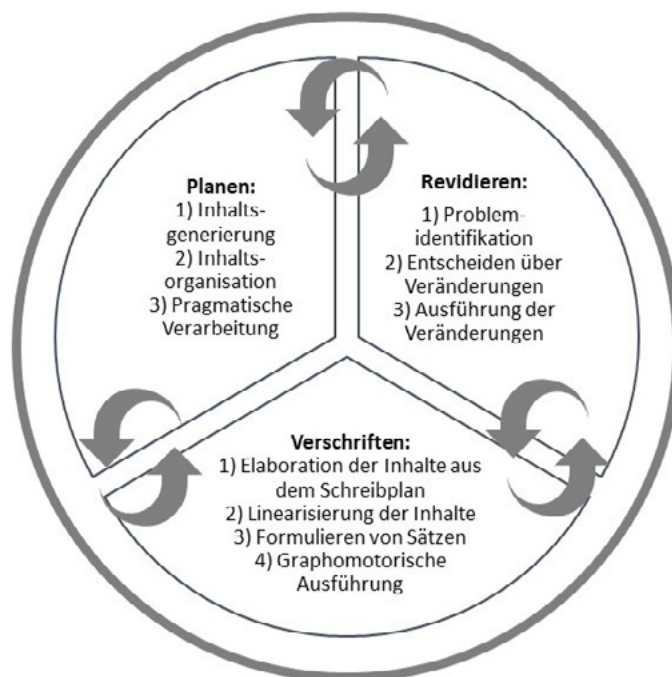 Planen:
1) Inhalts-
generierung
2) Inhalts-
organisation
3) Pragmatische
Verarbeitung
Revidieren:
1) Problem-
identifikation
2) Entscheiden über
Veränderungen
3) Ausführung der
Veränderungen
Verschriften:
1) Elaboration der Inhalte aus
dem Schreibplan
2) Linearisierung der Inhalte
3) Formulieren von Sätzen
4) Graphomotorische
Ausführung